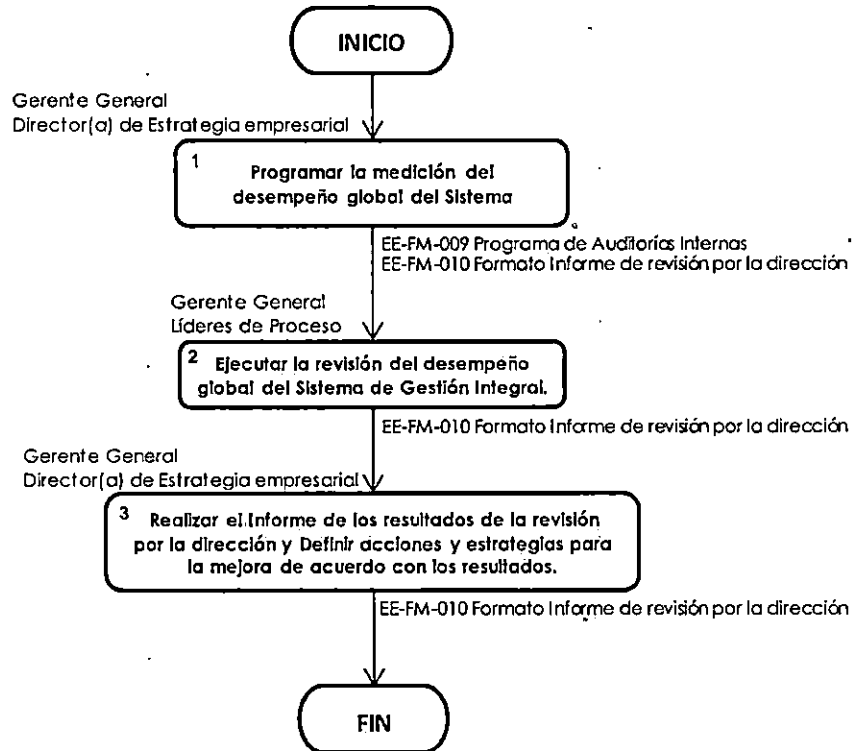 INICIO
Gerente General
Director(a) de Estrategia empresarial
1
Programar la medición del
desempeño global del Sistema
EE-FM-009 Programa de Auditorías Internas
EE-FM-010 Formato Informe de revisión por la dirección
Gerente General
Líderes de Proceso
2 Ejecutar la revisión del desempeño
global del Sistema de Gestión Integral.
EE-FM-010 Formato Informe de revisión por la dirección
Gerente General
Director(a) de Estrategia empresarial
3 Realizar el Informe de los resultados de la revisión
por la dirección y Definir acciones y estrategias para
la mejora de acuerdo con los resultados.
EE-FM-010 Formato Informe de revisión por la dirección
FIN